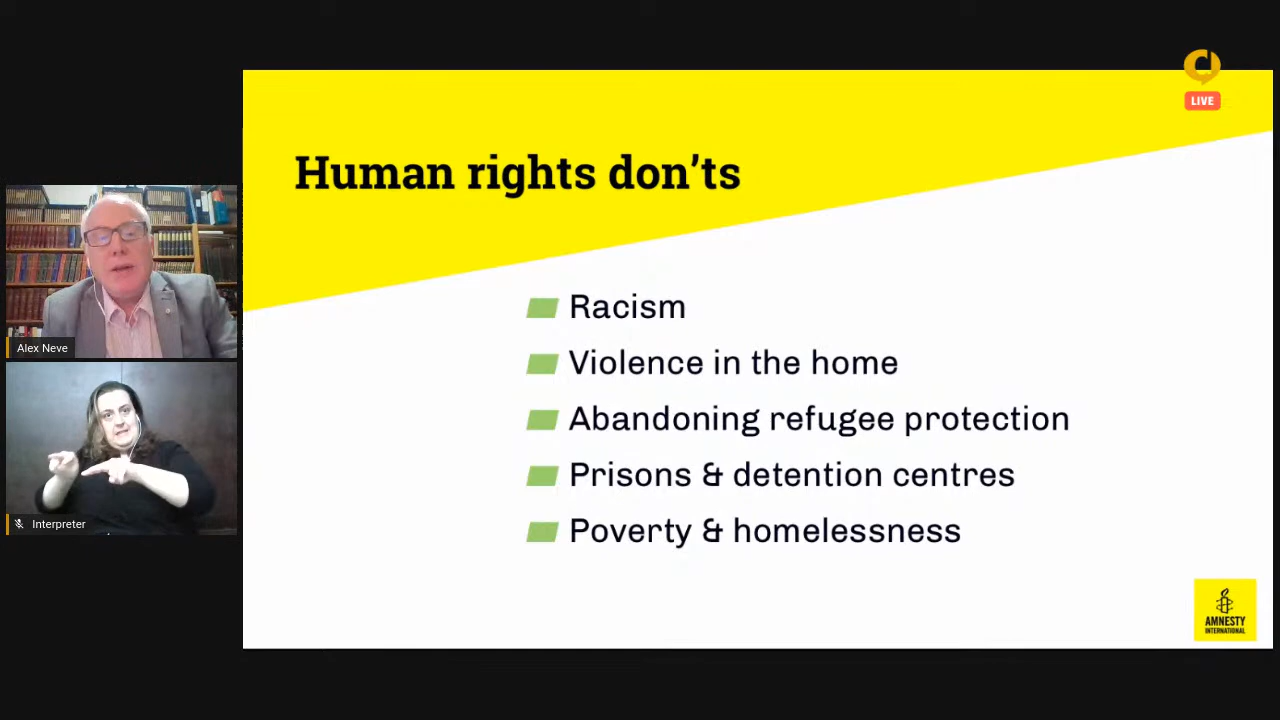 LIVE
Human rights don’ts
Racism
Violence in the home
Abandoning refugee protection
Prisons & detention centres
Poverty & homelessness
Alex Neve
Interpreter
AMNESTY
INTERNATIONAL